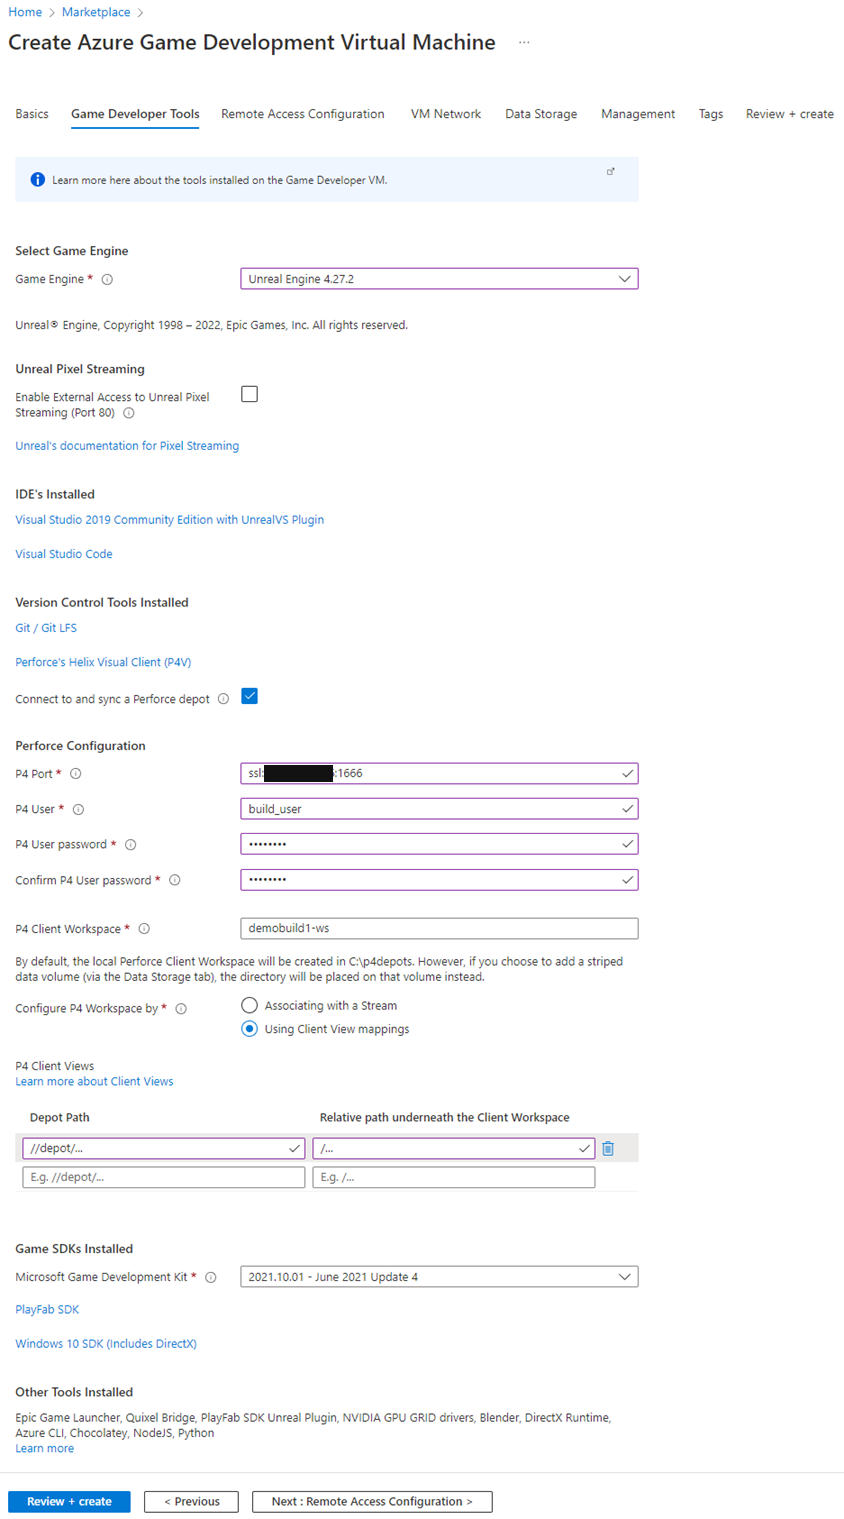 Home > Marketplace >
Create Azure Game Development Virtual Machine ...
Basics Game Developer Tools Remote Access Configuration VM Network Data Storage Management Tags Review + create
Learn more here about the tools installed on the Game Developer VM.
Select Game Engine
Game Engine * Unreal Engine 4.27.2
Unreal® Engine, Copyright 1998 – 2022, Epic Games, Inc. All rights reserved.
Unreal Pixel Streaming
Enable External Access to Unreal Pixel
Streaming (Port 80)
Unreal's documentation for Pixel Streaming
IDE's Installed
Visual Studio 2019 Community Edition with UnrealVS Plugin
Visual Studio Code
Version Control Tools Installed
Git / Git LFS
Perforce's Helix Visual Client (P4V)
Connect to and sync a Perforce depot
Perforce Configuration
P4 Port * ssl: :1666
P4 User * build_user
P4 User password * ••••••••
Confirm P4 User password * ••••••••
P4 Client Workspace * demobuild1-ws
By default, the local Perforce Client Workspace will be created in C:\p4depots. However, if you choose to add a striped
data volume (via the Data Storage tab), the directory will be placed on that volume instead.
Configure P4 Workspace by * Associating with a Stream
Using Client View mappings
P4 Client Views
Learn more about Client Views
Depot Path Relative path underneath the Client Workspace
//depot/... /...
E.g. //depot/... E.g. /...
Game SDKs Installed
Microsoft Game Development Kit * 2021.10.01 - June 2021 Update 4
PlayFab SDK
Windows 10 SDK (Includes DirectX)
Other Tools Installed
Epic Game Launcher, Quixel Bridge, PlayFab SDK Unreal Plugin, NVIDIA GPU GRID drivers, Blender, DirectX Runtime,
Azure CLI, Chocolatey, NodeJS, Python
Learn more
Review + create < Previous Next : Remote Access Configuration >